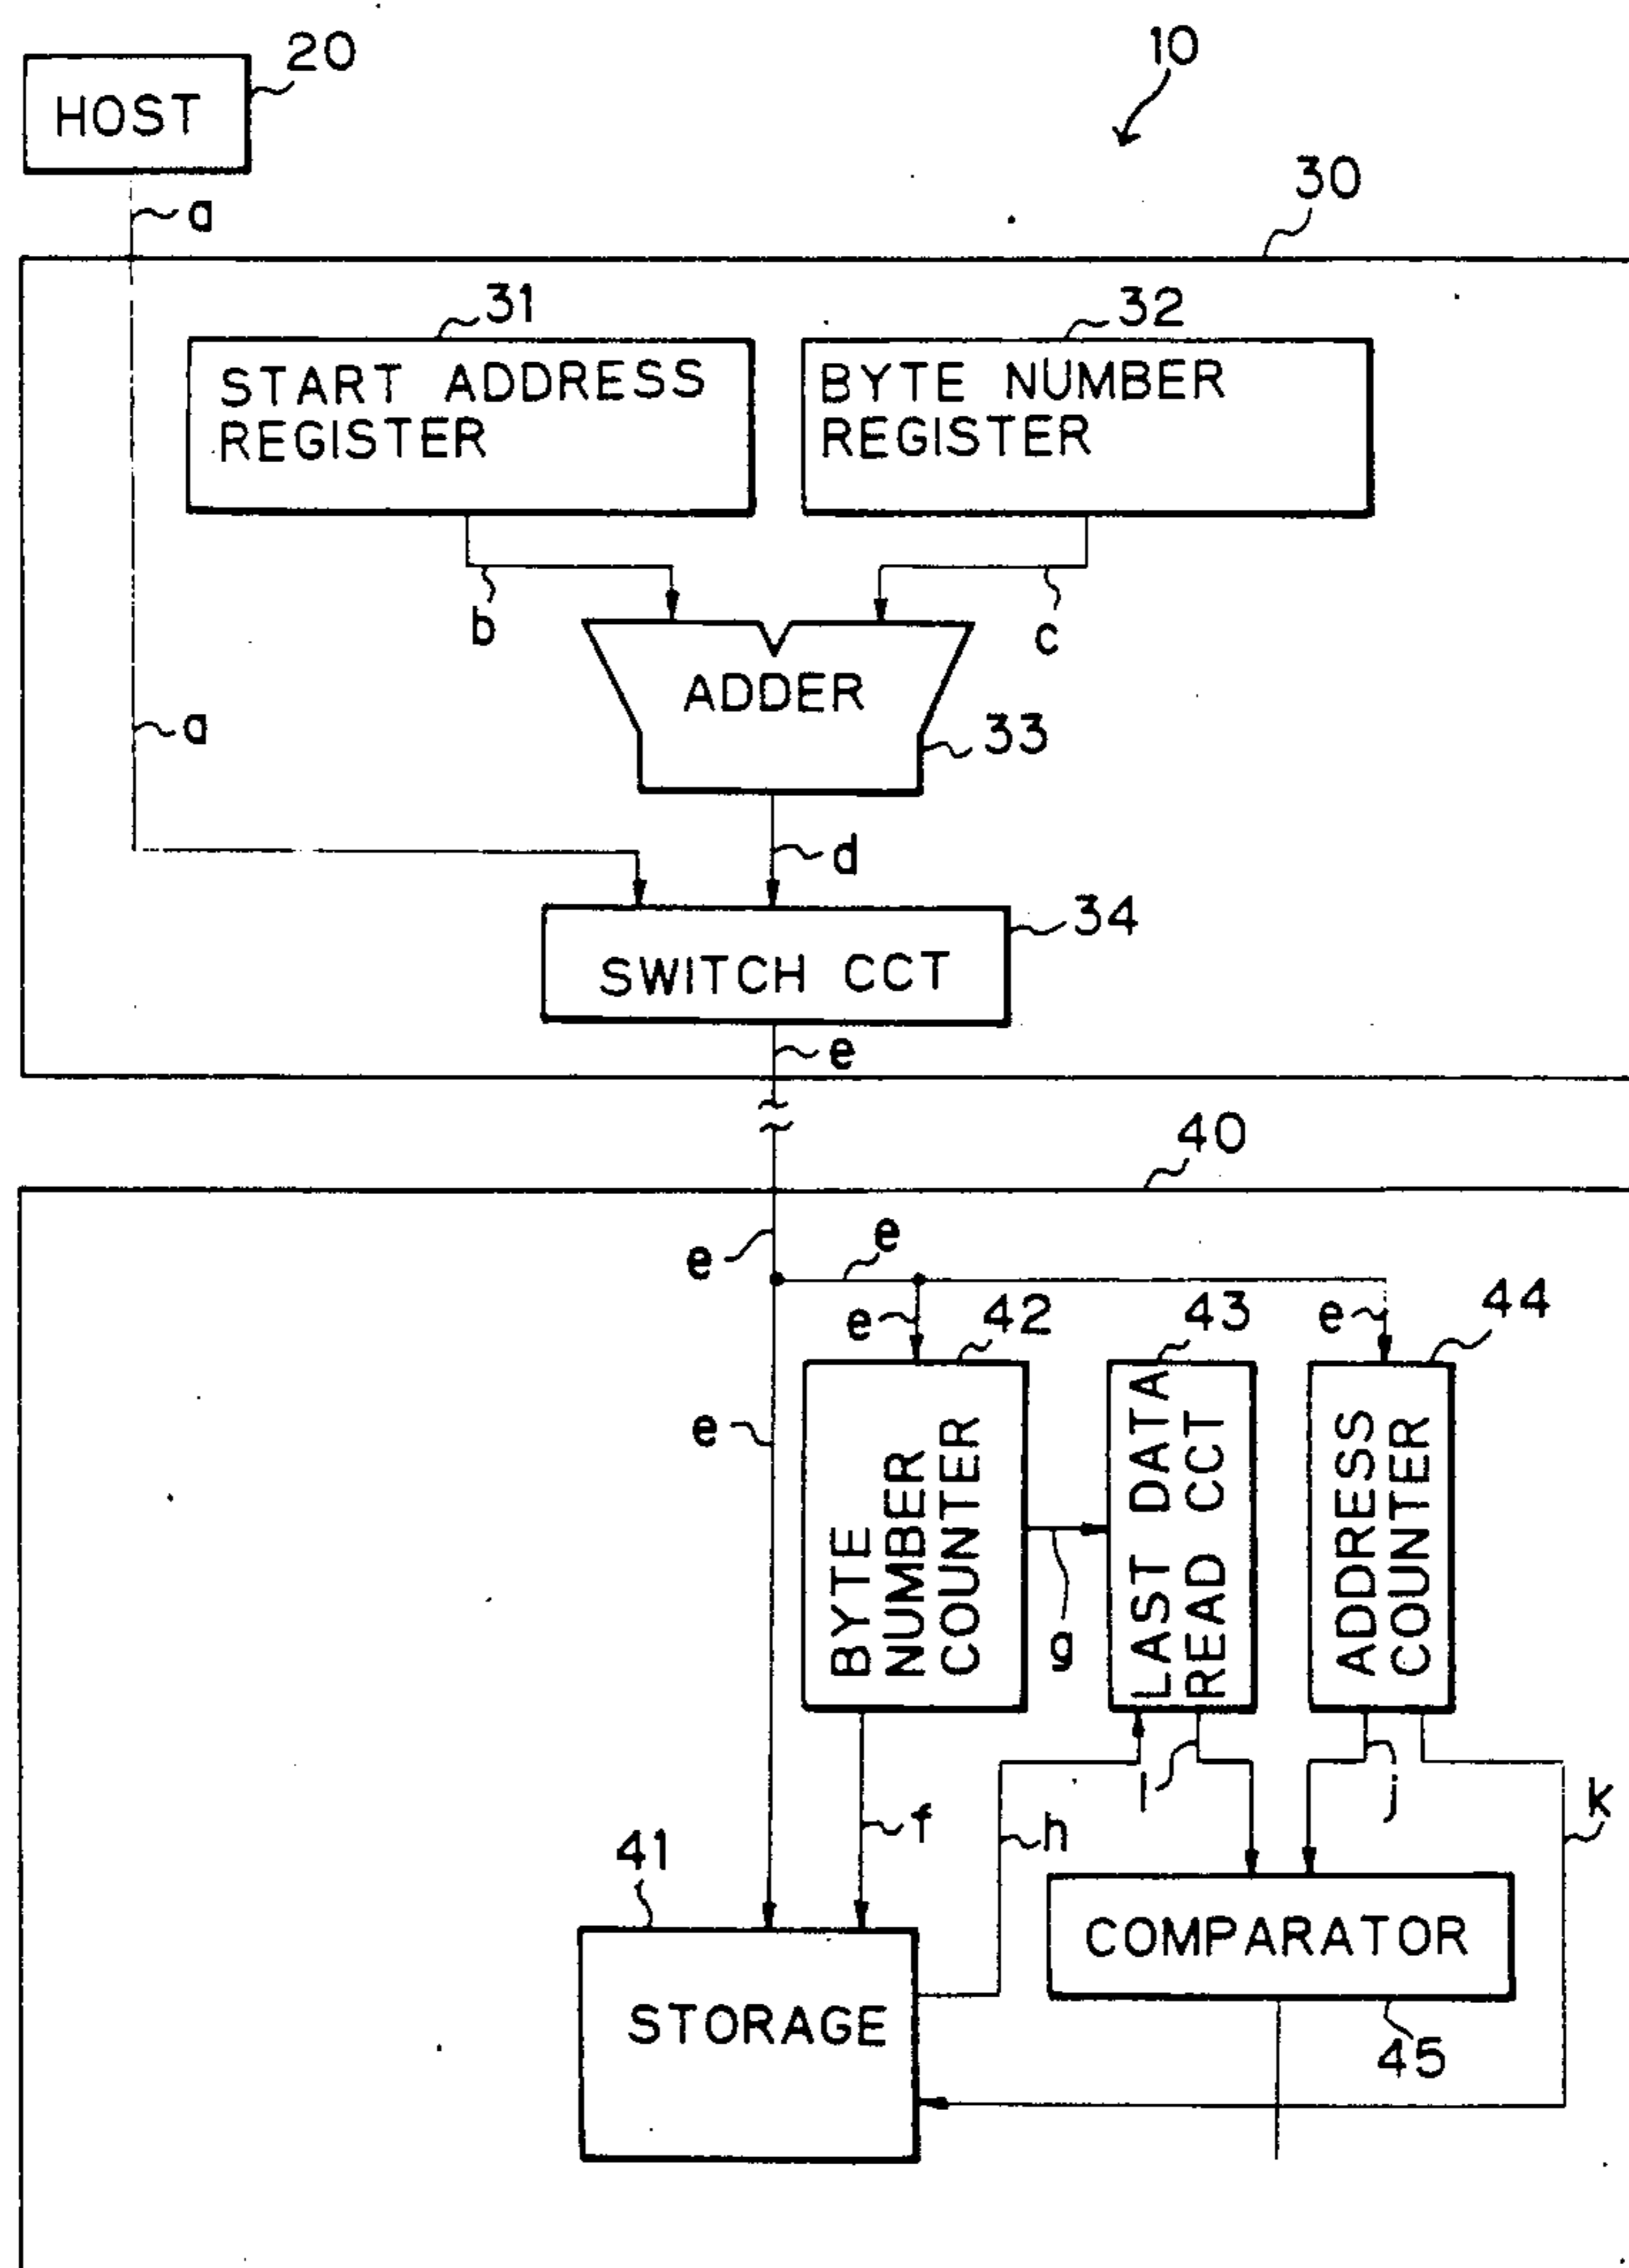 20
10
HOST
a
30
31
32
START ADDRESS
REGISTER
BYTE NUMBER
REGISTER
b
c
ADDER
a
33
d
34
SWITCH CCT
e
40
e
e
e
42
43
e
44
e
BYTE
NUMBER
COUNTER
LAST DATA
READ CCT
ADDRESS
COUNTER
g
i
j
k
f
h
41
COMPARATOR
STORAGE
45